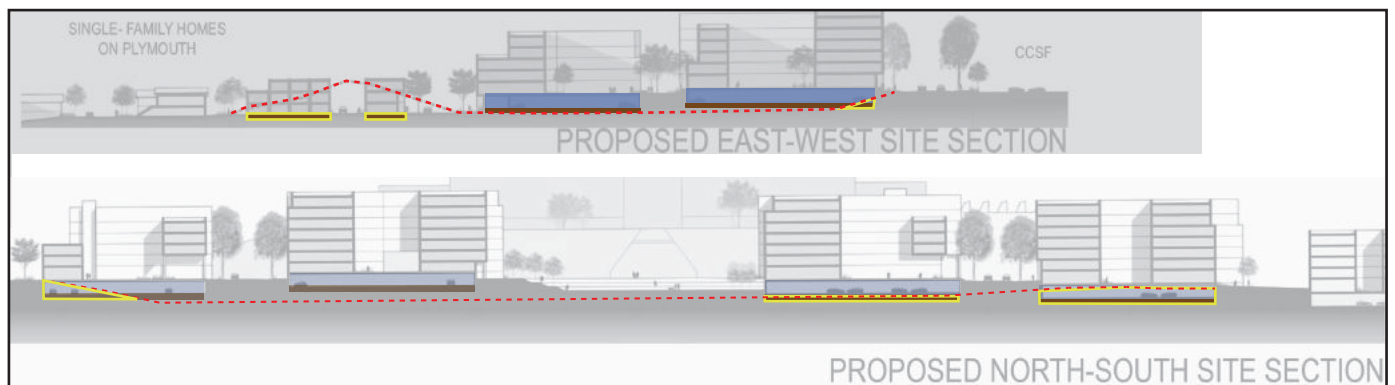 SINGLE- FAMILY HOMES
ON PLYMOUTH
CCSF
PROPOSED EAST-WEST SITE SECTION
PROPOSED NORTH-SOUTH SITE SECTION